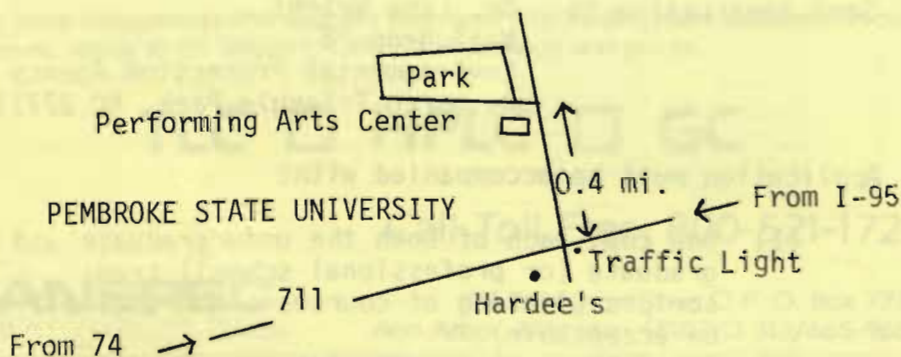 Park
Performing Arts Center
0.4 mi.
From I-95
PEMBROKE STATE UNIVERSITY
Traffic Light
711
Hardee's
From 74